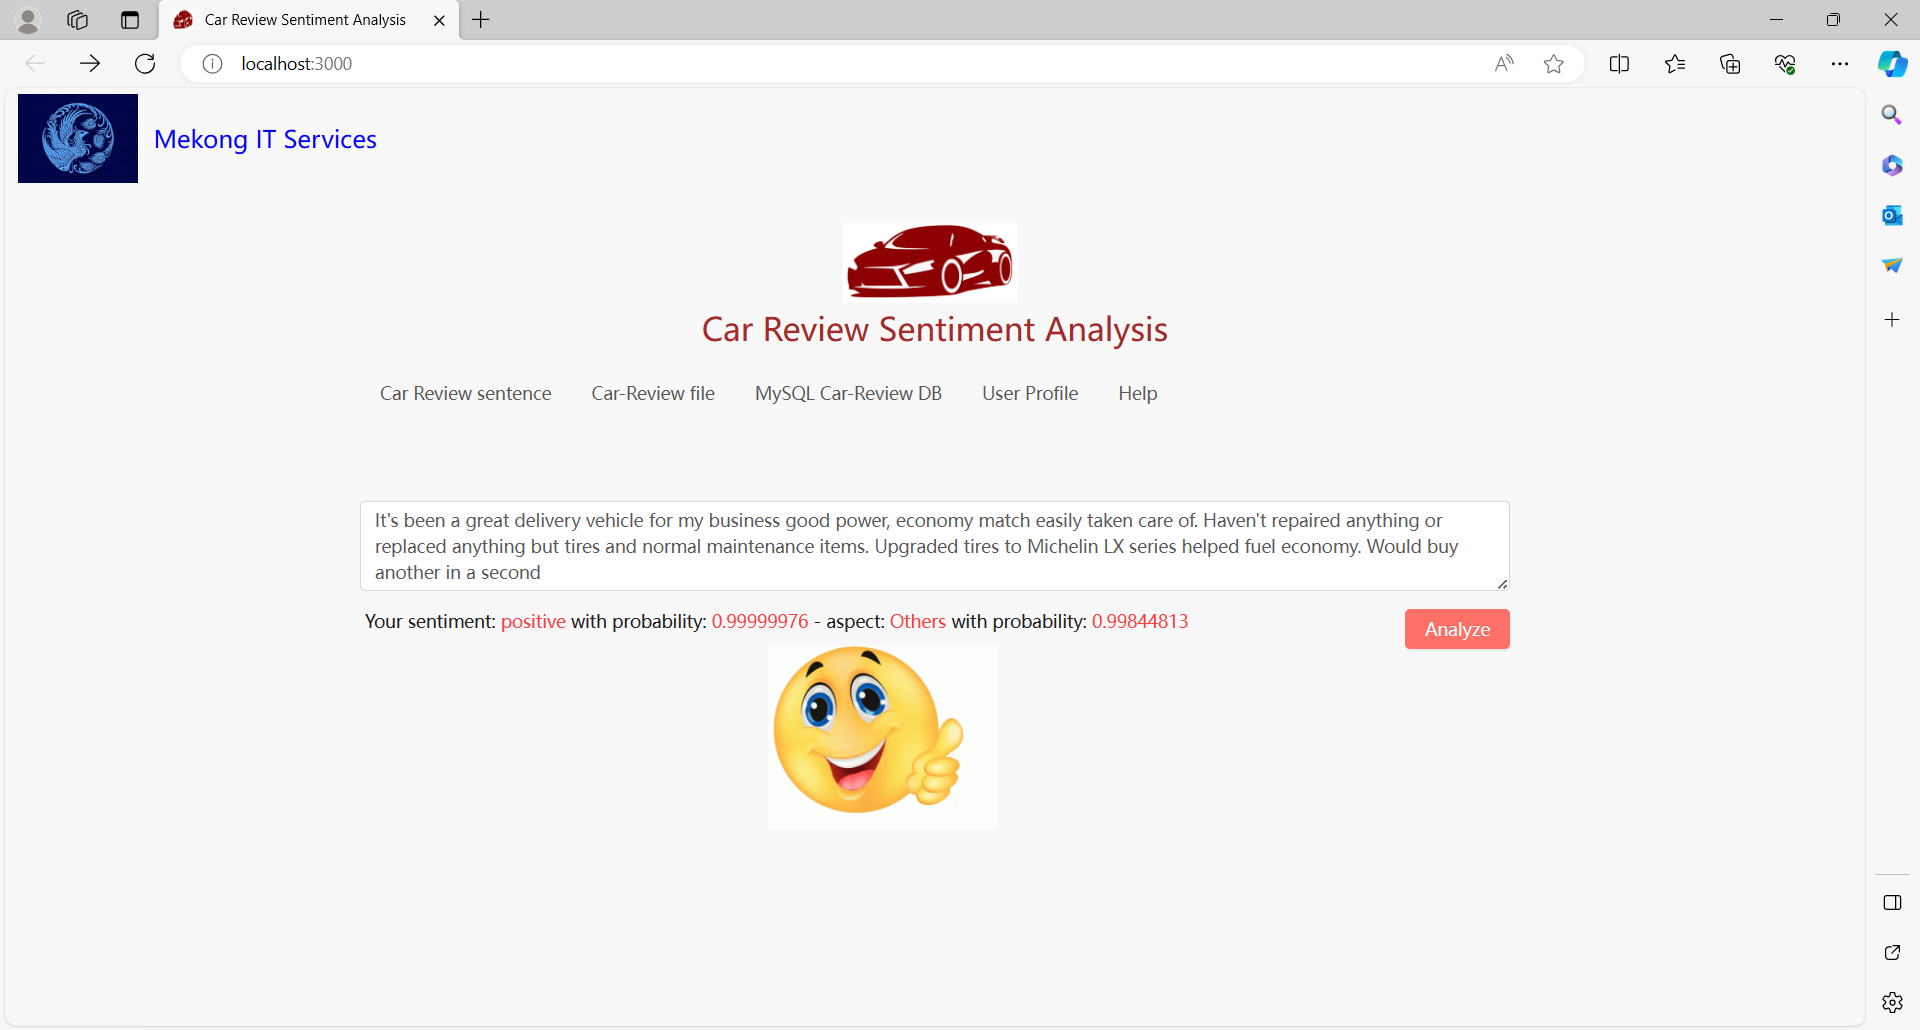 Car Review Sentiment Analysis
localhost:3000
Mekong IT Services
Car Review Sentiment Analysis
Car Review sentence Car-Review file MySQL Car-Review DB User Profile Help
It's been a great delivery vehicle for my business good power, economy match easily taken care of. Haven't repaired anything or
replaced anything but tires and normal maintenance items. Upgraded tires to Michelin LX series helped fuel economy. Would buy
another in a second
Your sentiment: positive with probability: 0.99999976 - aspect: Others with probability: 0.99844813
Analyze